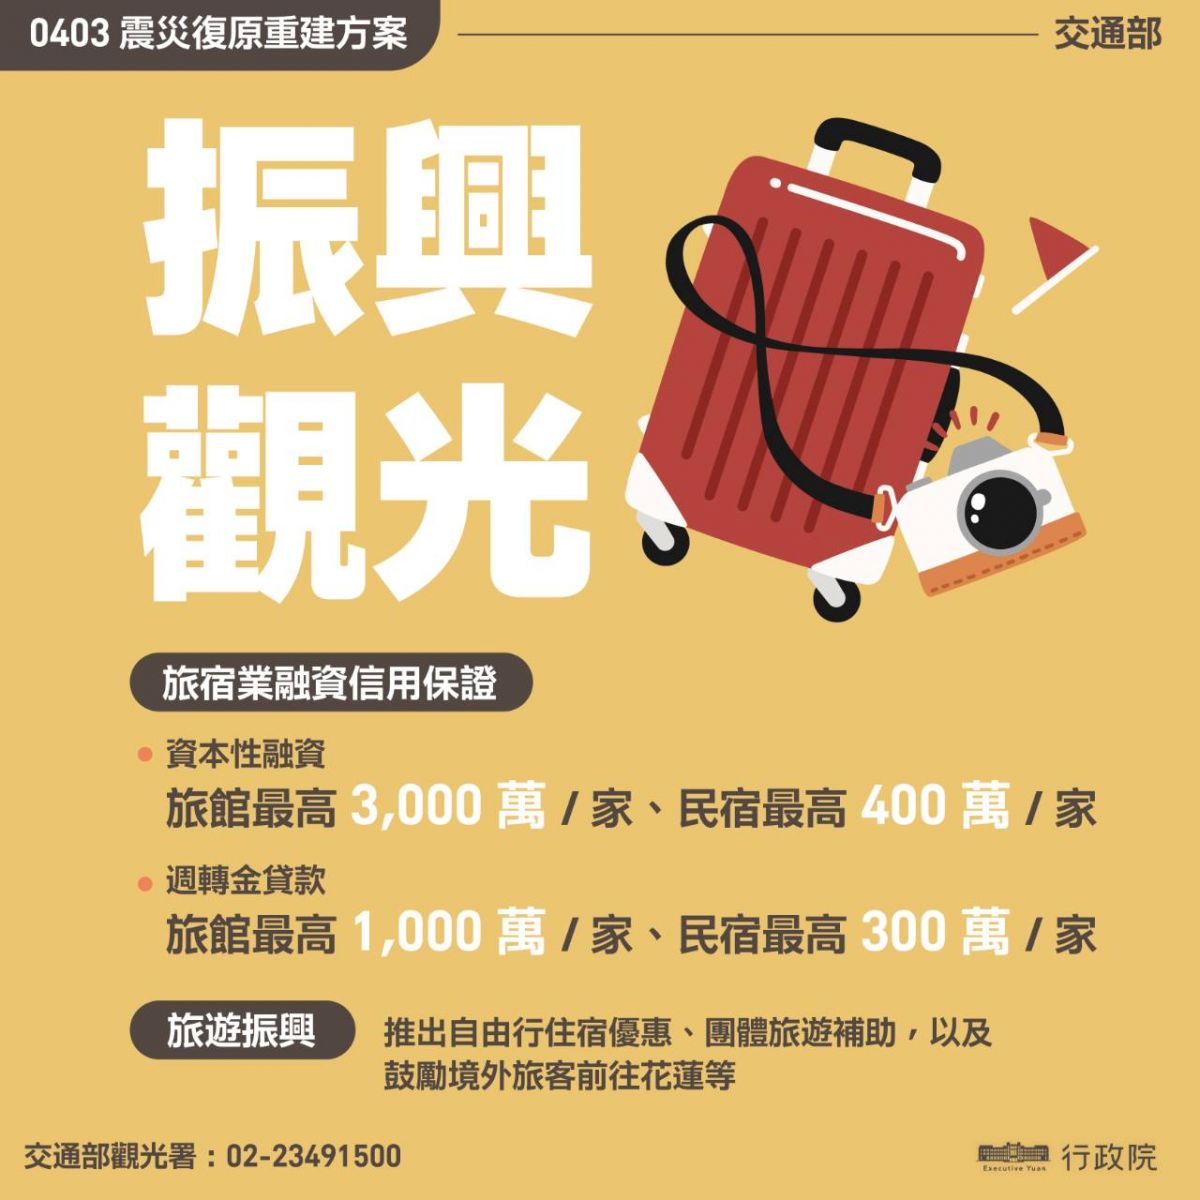 0403 震災復原重建方案
交通部
振興
觀光
旅宿業融資信用保證
資本性融資
旅館最高 3,000 萬 / 家、民宿最高 400 萬 / 家
週轉金貸款
旅館最高 1,000 萬 / 家、民宿最高 300 萬 / 家
旅遊振興
推出自由行住宿優惠、團體旅遊補助，以及
鼓勵境外旅客前往花蓮等
交通部觀光署：02-23491500
Executive Yuan
行政院